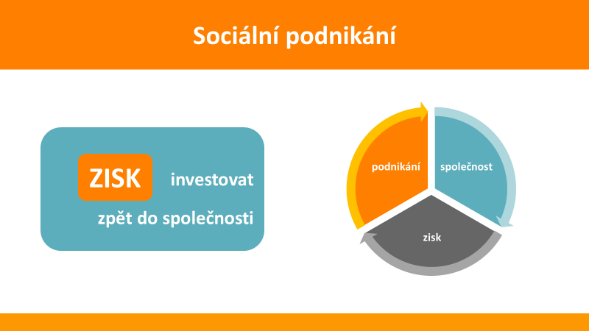 Sociální podnikání
ZISK investovat
zpět do společnosti
podnikání
společnost
zisk